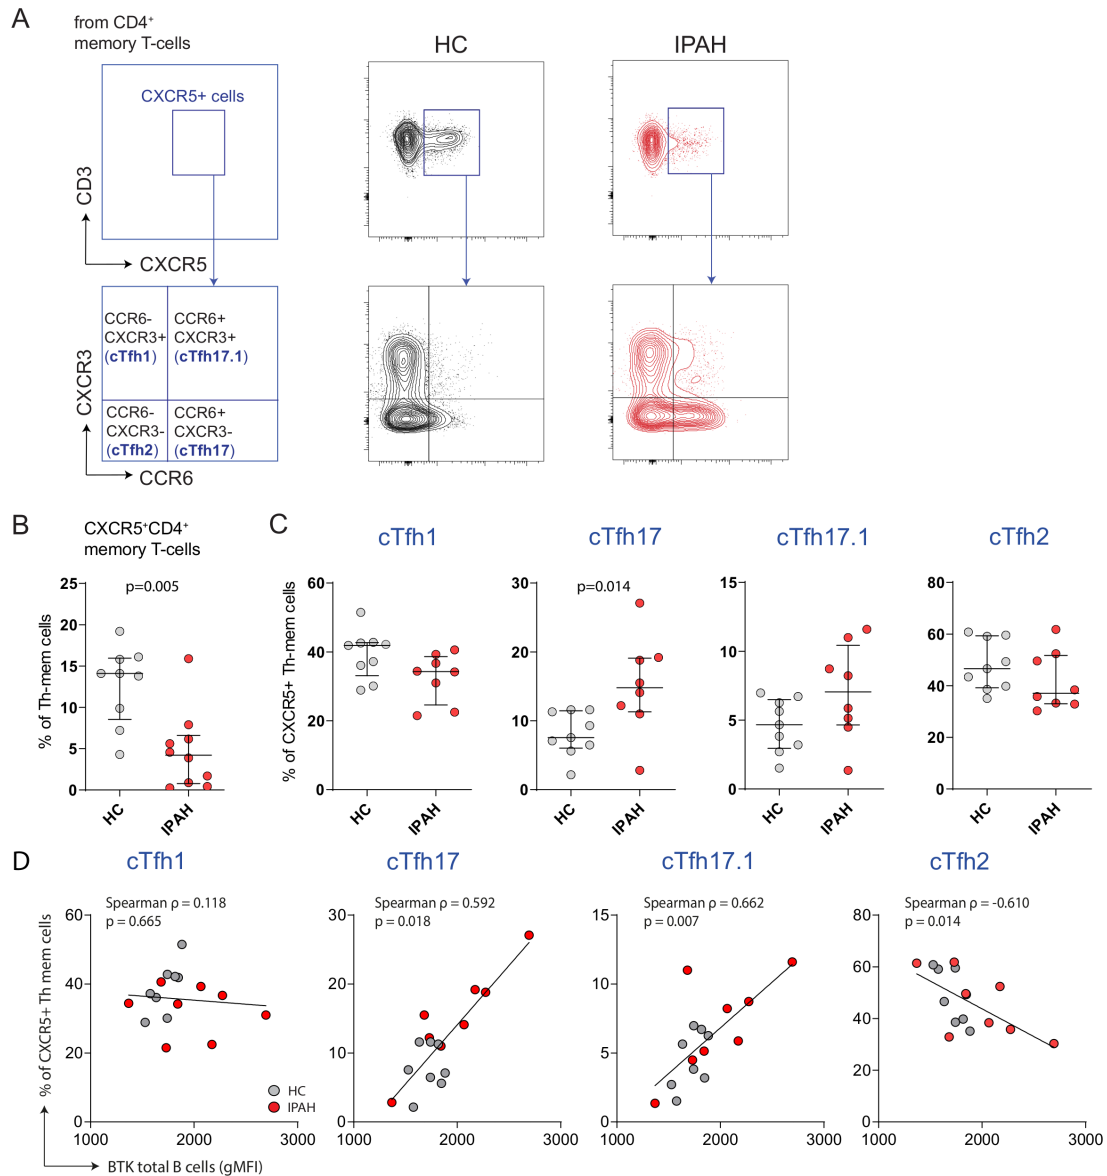 A
from CD4+
memory T-cells
HC
IPAH
CXCR5+ cells
CD3
CXCR5
CCR6-
CXCR3+
(cTfh1)
CCR6+
CXCR3+
(cTfh17.1)
CCR6-
CXCR3-
(cTfh2)
CCR6+
CXCR3-
(cTfh17)
CXCR3
CCR6
B
CXCR5+CD4+
memory T-cells
p=0.005
% of Th-mem cells
25
20
15
10
5
0
HC
IPAH
C
cTfh1
% of CXCR5+ Th-mem cells
60
40
20
0
HC
IPAH
cTfh17
p=0.014
30
20
10
0
HC
IPAH
cTfh17.1
15
10
5
0
HC
IPAH
cTfh2
80
60
40
20
0
HC
IPAH
D
cTfh1
Spearman ρ = 0.118
p = 0.665
% of CXCR5+ Th mem cells
60
40
20
0
HC
IPAH
1000
2000
3000
BTK total B cells (gMFI)
cTfh17
Spearman ρ = 0.592
p = 0.018
30
20
10
0
1000
2000
3000
cTfh17.1
Spearman ρ = 0.662
p = 0.007
15
10
5
0
1000
2000
3000
cTfh2
Spearman ρ = -0.610
p = 0.014
80
60
40
20
0
1000
2000
3000